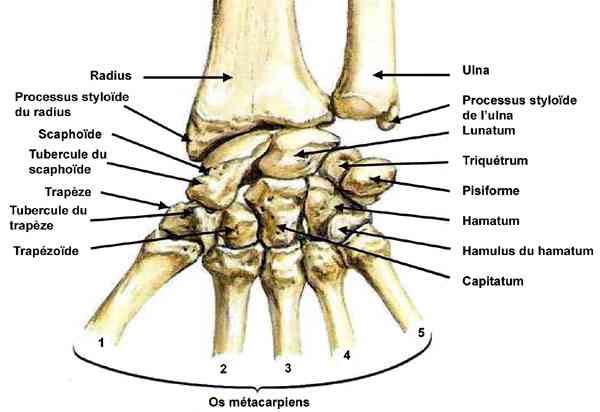 Radius
Processus styloïde
du radius
Scaphoïde
Tubercule du
scaphoïde
Trapèze
Tubercule du
trapèze
Trapézoïde
Ulna
Processus styloïde
de l'ulna
Lunatum
Triquétrum
Pisiforme
Hamatum
Hamulus du hamatum
Capitatum
1
2
3
4
5
Os métacarpiens